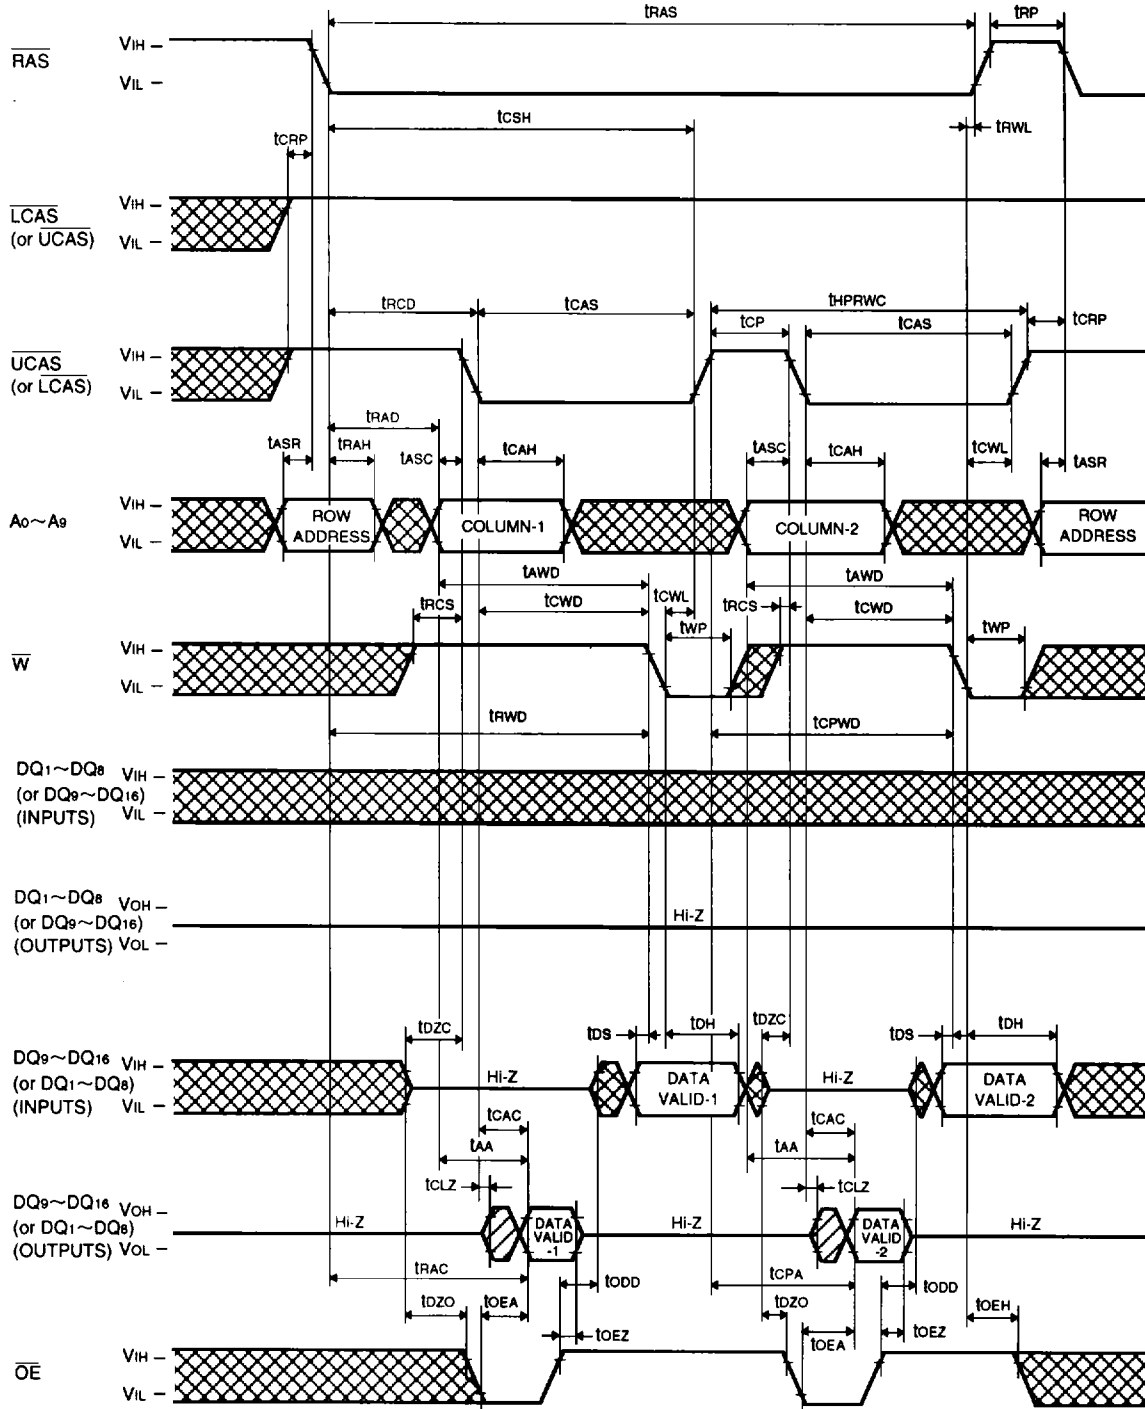 tRAS tRP
RAS VIH
VIL
tCSH tRWL
tCRP
LCAS VIH
(or UCAS) VIL
tRCD tCAS tHPRWC
tCP tCAS tCRP
UCAS VIH
(or LCAS) VIL
tRAD
tASR tRAH tASC tCAH tASC tCAH tCWL tASR
A0~A9 VIH
VIL
ROW ADDRESS COLUMN-1 COLUMN-2 ROW ADDRESS
tAWD tAWD
tRCS tCWD tCWL tRCS tCWD
tWP tWP
W VIH
VIL
tRWD tCPWD
DQ1~DQ8 VIH
(or DQ9~DQ16)
(INPUTS) VIL
DQ1~DQ8 VOH
(or DQ9~DQ16) Hi-Z
(OUTPUTS) VOL
tDZC tDS tDH tDZC tDS tDH
DQ9~DQ16 VIH
(or DQ1~DQ8) Hi-Z DATA VALID-1 Hi-Z DATA VALID-2
(INPUTS) VIL
tCAC tCAC
tAA tAA
tCLZ tCLZ
DQ9~DQ16 VOH
(or DQ1~DQ8) Hi-Z DATA VALID -1 Hi-Z DATA VALID -2 Hi-Z
(OUTPUTS) VOL
tRAC tODD tCPA tODD
tDZO tOEA tOEZ tDZO tOEA tOEZ tOEH
OE VIH
VIL